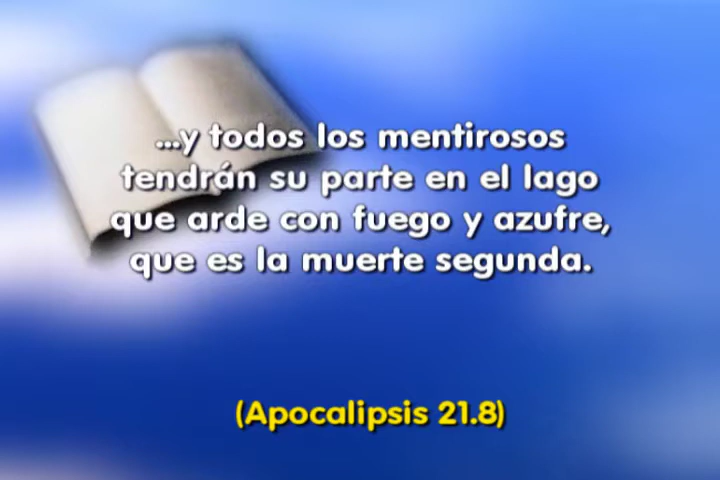 ...y todos los mentirosos
tendrán su parte en el lago
que arde con fuego y azufre,
que es la muerte segunda.
(Apocalipsis 21.8)